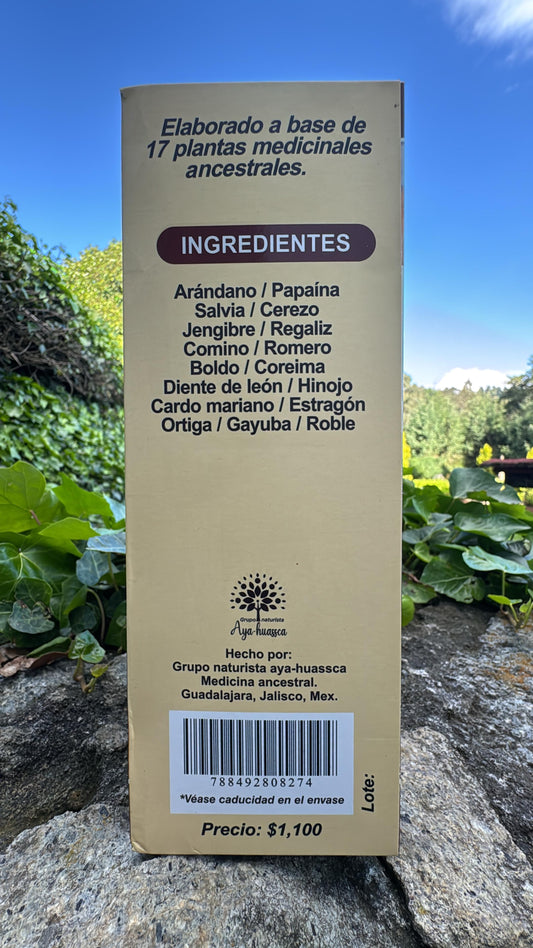 Elaborado a base de
17 plantas medicinales
ancestrales.
INGREDIENTES
Arándano / Papaína
Salvia / Cerezo
Jengibre / Regaliz
Comino / Romero
Boldo / Coreima
Diente de león / Hinojo
Cardo mariano / Estragón
Ortiga / Gayuba / Roble
Grupo naturista
Aya-huassca
Hecho por:
Grupo naturista aya-huassca
Medicina ancestral.
Guadalajara, Jalisco, Mex.
788492808274
*Véase caducidad en el envase
Lote:
Precio: $1,100